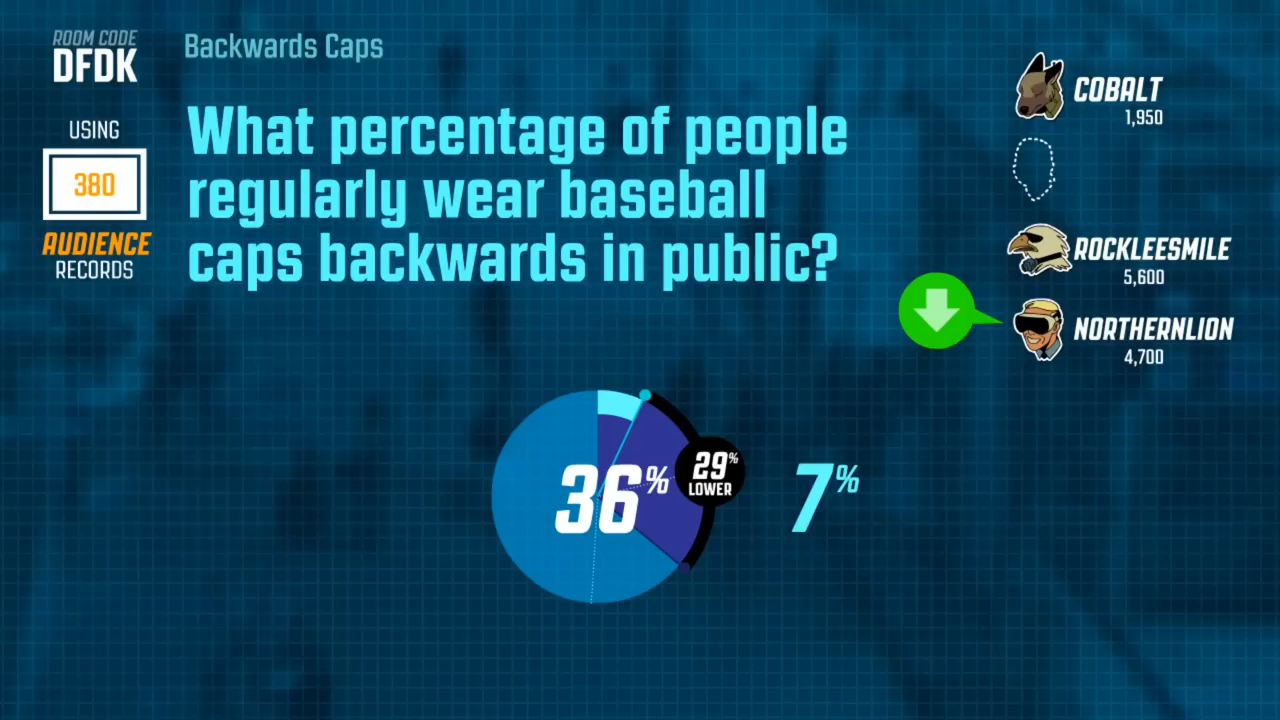 ROOM CODE
DFDK
Backwards Caps
USING
380
AUDIENCE
RECORDS
What percentage of people
regularly wear baseball
caps backwards in public?
COBALT
1,950
ROCKLEESMILE
5,600
NORTHERNLION
4,700
36%
29%
LOWER
7%